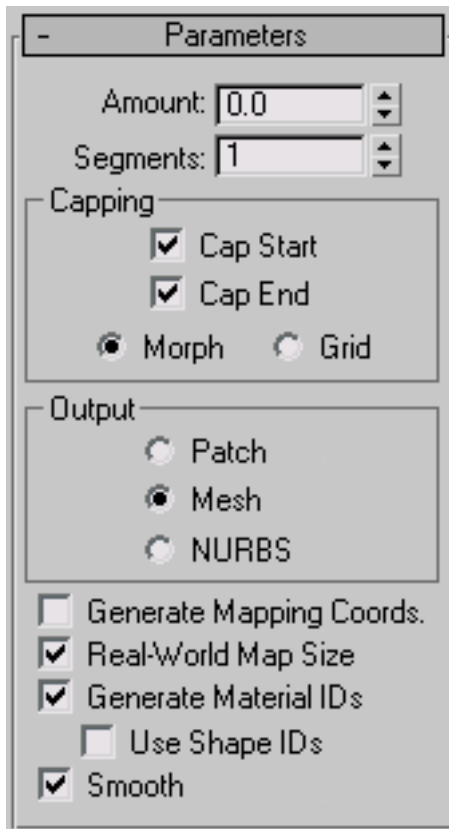 - Parameters
Amount: 0.0
Segments: 1
Capping
Cap Start
Cap End
Morph Grid
Output
Patch
Mesh
NURBS
Generate Mapping Coords.
Real-World Map Size
Generate Material IDs
Use Shape IDs
Smooth